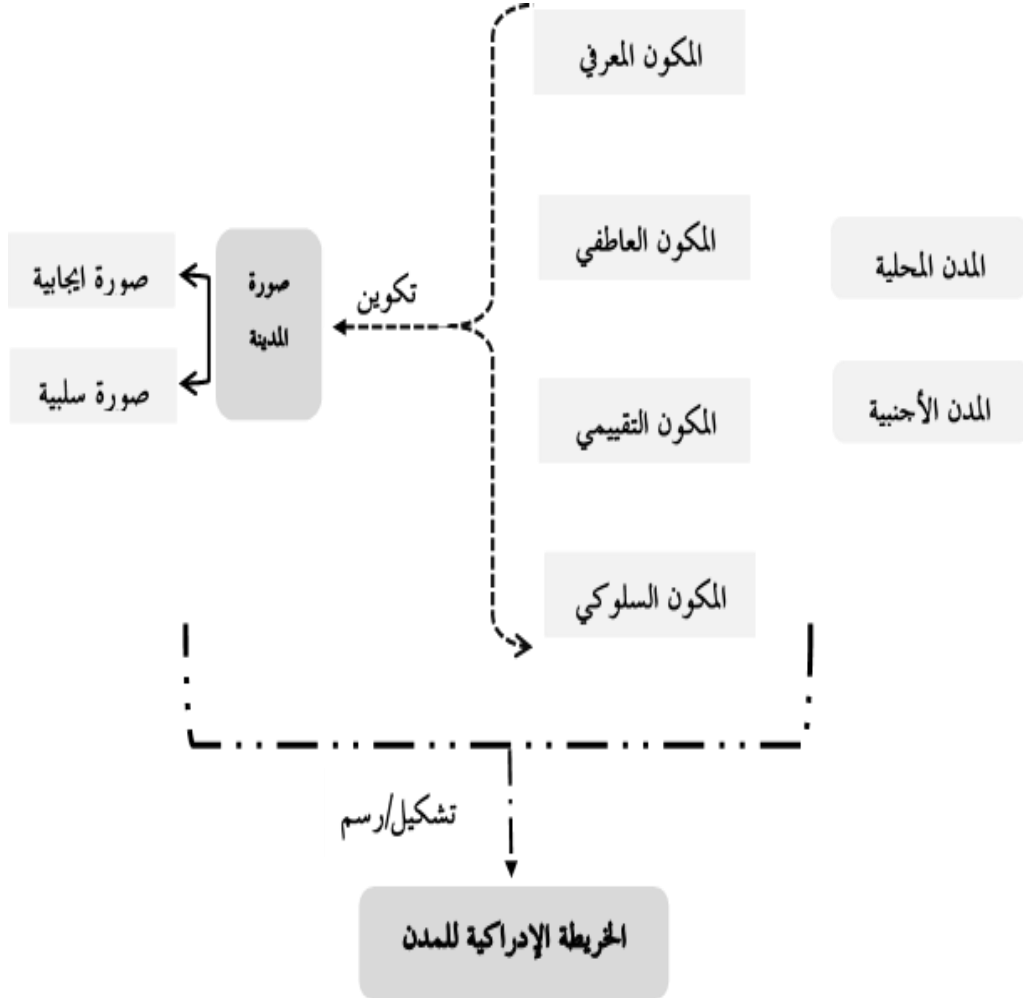 المكون المعرفي
المكون العاطفي
المدن المحلية
صورة
المدينة
تكوين
صورة ايجابية
صورة سلبية
المكون التقييمي
المدن الأجنبية
المكون السلوكي
تشكيل/رسم
الخريطة الإدراكية للمدن